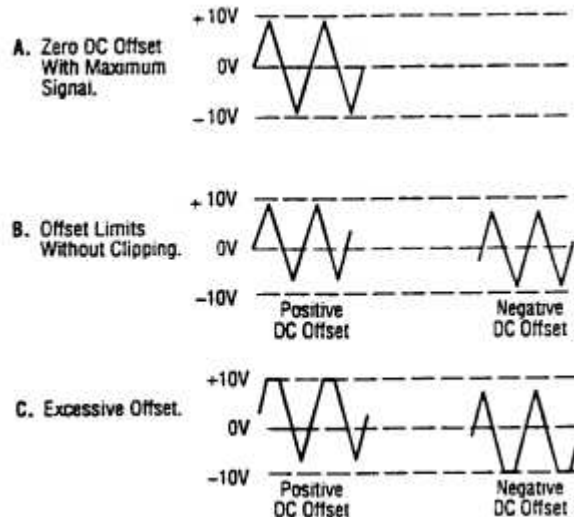 +10V
A. Zero DC Offset
With Maximum
Signal.
0V
-10V
+10V
B. Offset Limits
Without Clipping.
0V
-10V
Positive
DC Offset
Negative
DC Offset
+10V
C. Excessive Offset.
0V
-10V
Positive
DC Offset
Negative
DC Offset